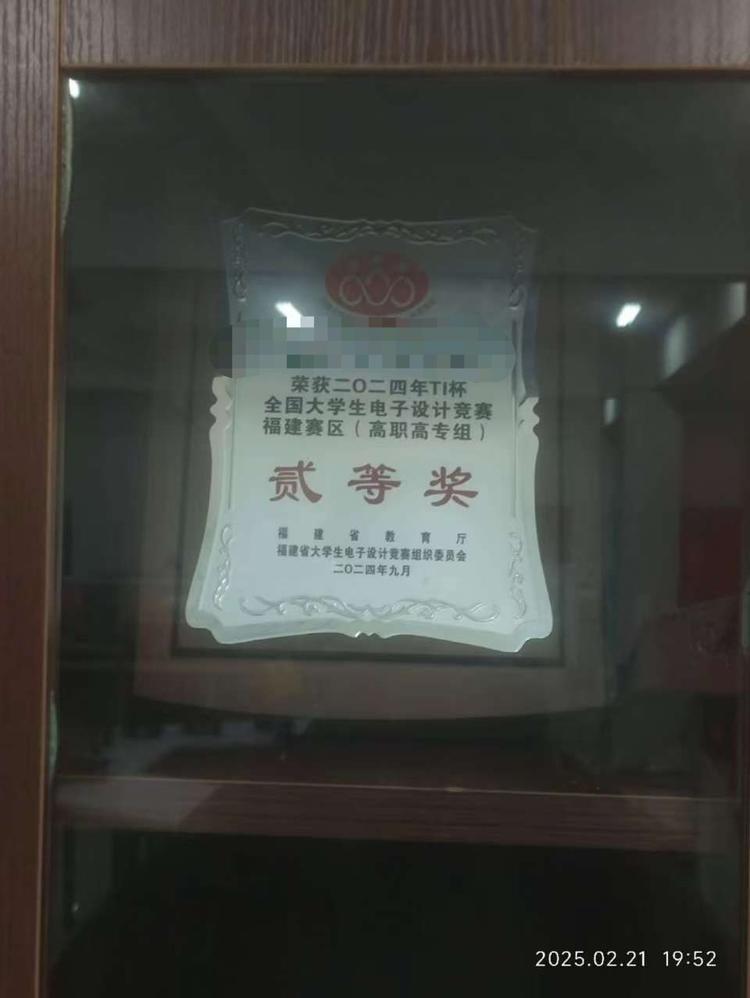 荣获二〇二四年TI杯
全国大学生电子设计竞赛
福建赛区（高职高专组）
贰等奖
福建省教育厅
福建省大学生电子设计竞赛组织委员会
二〇二四年九月
2025.02.21 19:52